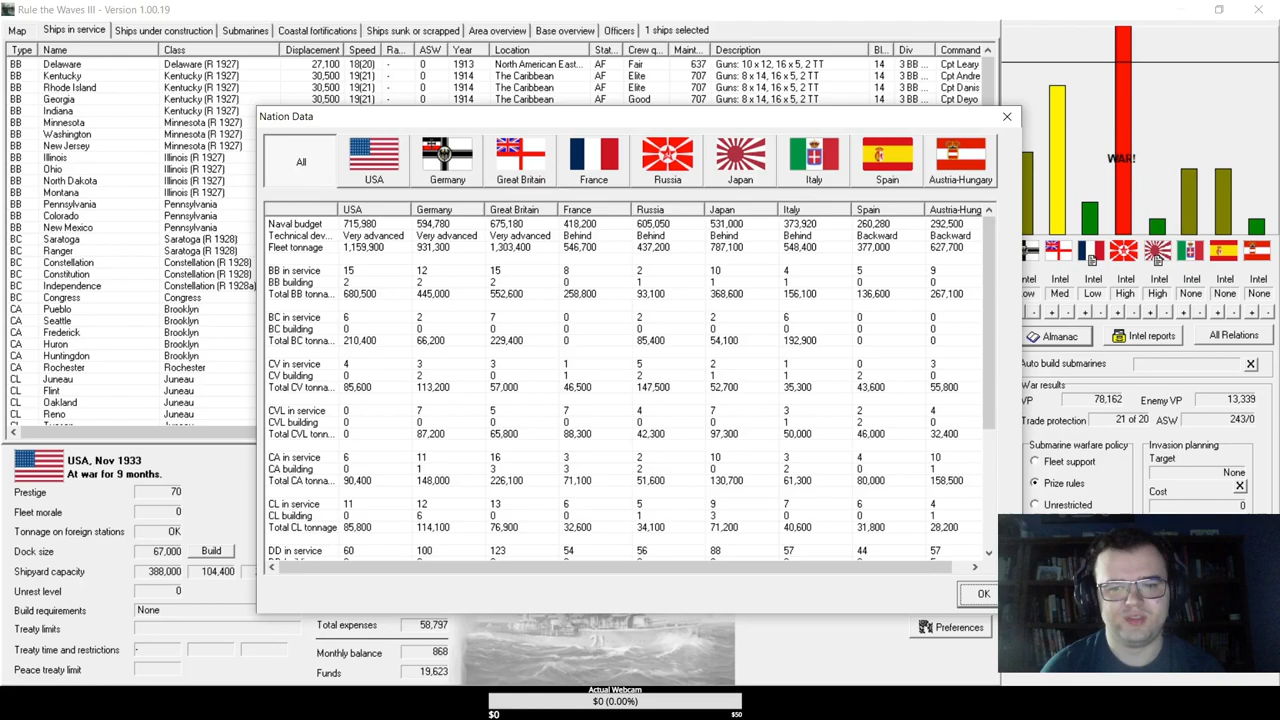 Rule the Waves III - Version 1.00.19
Map Ships in service Ships under construction Submarines Coastal fortifications Ships sunk or scrapped Area overview Base overview Officers 1 ships selected
Type Name Class Displacement Speed Ra... ASW Year Location Stat... Crew q... Maint... Description Bl... Div Command
BB Delaware Delaware (R 1927) 27,100 18(20) - 0 1913 North American East... AF Fair 637 Guns: 10 x 12, 16 x 5, 2 TT 14 3 BB ... Cpt Leary
BB Kentucky Kentucky (R 1927) 30,500 19(21) - 0 1914 The Caribbean AF Elite 707 Guns: 8 x 14, 16 x 5, 2 TT 14 3 BB ... Cpt Andre
BB Rhode Island Kentucky (R 1927) 30,500 19(21) - 0 1914 The Caribbean AF Elite 707 Guns: 8 x 14, 16 x 5, 2 TT 14 3 BB ... Cpt Danis
BB Georgia Kentucky (R 1927) 30,500 19(21) - 0 1914 The Caribbean AF Good 707 Guns: 8 x 14, 16 x 5, 2 TT 14 3 BB ... Cpt Deyo
BB Indiana Kentucky (R 1927)
BB Minnesota Minnesota (R 1927)
BB Washington Minnesota (R 1927)
BB New Jersey Minnesota (R 1927)
BB Illinois Illinois (R 1927)
BB Ohio Illinois (R 1927)
BB North Dakota Illinois (R 1927)
BB Montana Illinois (R 1927)
BB Pennsylvania Pennsylvania
BB Colorado Pennsylvania
BB New Mexico Pennsylvania
BC Saratoga Saratoga (R 1928)
BC Ranger Saratoga (R 1928)
BC Constellation Constellation (R 1928)
BC Constitution Constellation (R 1928)
BC Independence Constellation (R 1928a)
BC Congress Congress
CA Pueblo Brooklyn
CA Seattle Brooklyn
CA Frederick Brooklyn
CA Huron Brooklyn
CA Huntingdon Brooklyn
CA Rochester Brooklyn
CL Juneau Juneau
CL Flint Juneau
CL Oakland Juneau
CL Reno Juneau
Nation Data
All USA Germany Great Britain France Russia Japan Italy Spain Austria-Hungary
USA Germany Great Britain France Russia Japan Italy Spain Austria-Hung
Naval budget 715,980 594,780 675,180 418,200 605,050 531,000 373,920 260,280 292,500
Technical dev... Very advanced Very advanced Very advanced Behind Behind Behind Behind Backward Backward
Fleet tonnage 1,159,900 931,300 1,303,400 546,700 437,200 787,100 548,400 377,000 627,700
BB in service 15 12 15 8 2 10 4 5 9
BB building 2 2 2 0 1 1 1 0 0
Total BB tonna... 680,500 445,000 552,600 258,800 93,100 368,600 156,100 136,600 267,100
BC in service 6 2 7 0 2 2 6 0 0
BC building 0 0 0 0 0 0 0 0 0
Total BC tonna... 210,400 66,200 229,400 0 85,400 54,100 192,900 0 0
CV in service 4 3 3 1 5 2 1 1 3
CV building 0 2 0 1 0 2 1 2 0
Total CV tonna... 85,600 113,200 57,000 46,500 147,500 52,700 35,300 43,600 55,800
CVL in service 0 7 5 7 4 7 3 2 4
CVL building 0 0 0 0 0 0 1 2 0
Total CVL tonn... 0 87,200 65,800 88,300 42,300 97,300 50,000 46,000 32,400
CA in service 6 11 16 3 2 10 3 4 10
CA building 0 1 3 3 2 0 2 0 1
Total CA tonnage 90,400 148,000 226,100 71,100 51,600 130,700 61,300 80,000 158,500
CL in service 11 12 13 6 5 9 7 6 4
CL building 0 6 0 0 1 3 0 0 1
Total CL tonnage 85,800 114,100 76,900 32,600 34,100 71,200 40,600 31,800 28,200
DD in service 60 100 123 54 56 88 57 44 57
OK
WAR!
Low Intel Med Intel Low Intel High Intel High Intel None Intel None Intel None
Almanac Intel reports All Relations
Auto build submarines
War results
VP 78,162 Enemy VP 13,339
Trade protection 21 of 20 ASW 243/0
Submarine warfare policy Invasion planning
Fleet support Target
None
Prize rules Cost
Unrestricted 0
USA, Nov 1933
At war for 9 months.
Prestige 70
Fleet morale 0
Tonnage on foreign stations OK
Dock size 67,000 Build
Shipyard capacity 388,000 104,400
Unrest level 0
Build requirements None
Treaty limits
Treaty time and restrictions -
Peace treaty limit
Total expenses 58,797
Monthly balance 868
Funds 19,623
Preferences
Actual Webcam
$0 (0.00%)
$0 $50